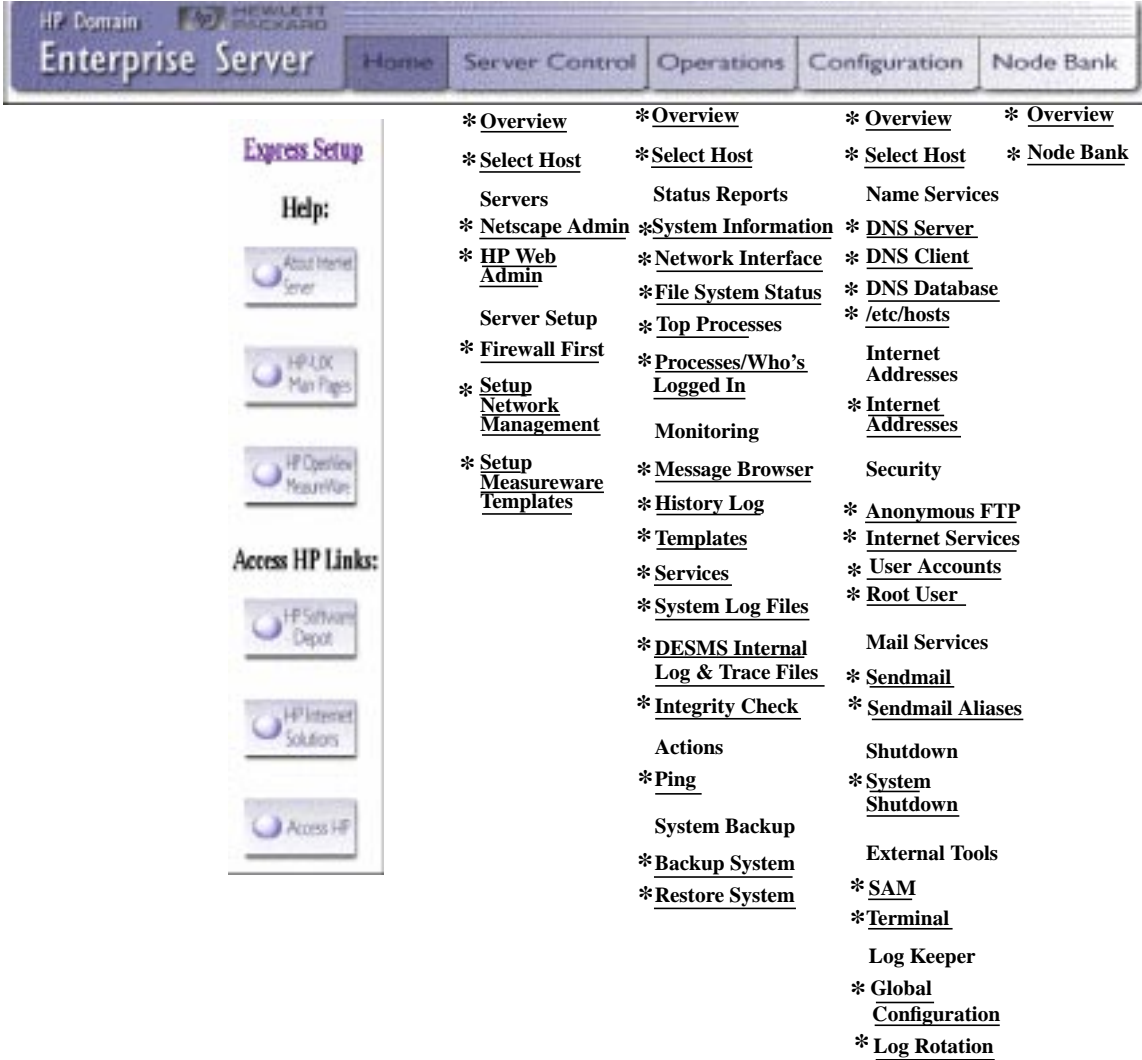 HP Domain
HEWLETT
PACKARD
Enterprise Server
Home
Server Control
Operations
Configuration
Node Bank
Express Setup
Help:
About Internet
Server
HP-UX
Man Pages
HP OpenView
MeasureWare
Access HP Links:
HP Software
Depot
HP Internet
Solutions
Access HP
* Overview
* Select Host
Servers
* Netscape Admin
* HP Web
Admin
Server Setup
* Firewall First
* Setup
Network
Management
* Setup
Measureware
Templates
* Overview
* Select Host
Status Reports
* System Information
* Network Interface
* File System Status
* Top Processes
* Processes/Who's
Logged In
Monitoring
* Message Browser
* History Log
* Templates
* Services
* System Log Files
* DESMS Internal
Log & Trace Files
* Integrity Check
Actions
* Ping
System Backup
* Backup System
* Restore System
* Overview
* Select Host
Name Services
* DNS Server
* DNS Client
* DNS Database
* /etc/hosts
Internet
Addresses
* Internet
Addresses
Security
* Anonymous FTP
* Internet Services
* User Accounts
* Root User
Mail Services
* Sendmail
* Sendmail Aliases
Shutdown
* System
Shutdown
External Tools
* SAM
* Terminal
Log Keeper
* Global
Configuration
* Log Rotation
* Overview
* Node Bank